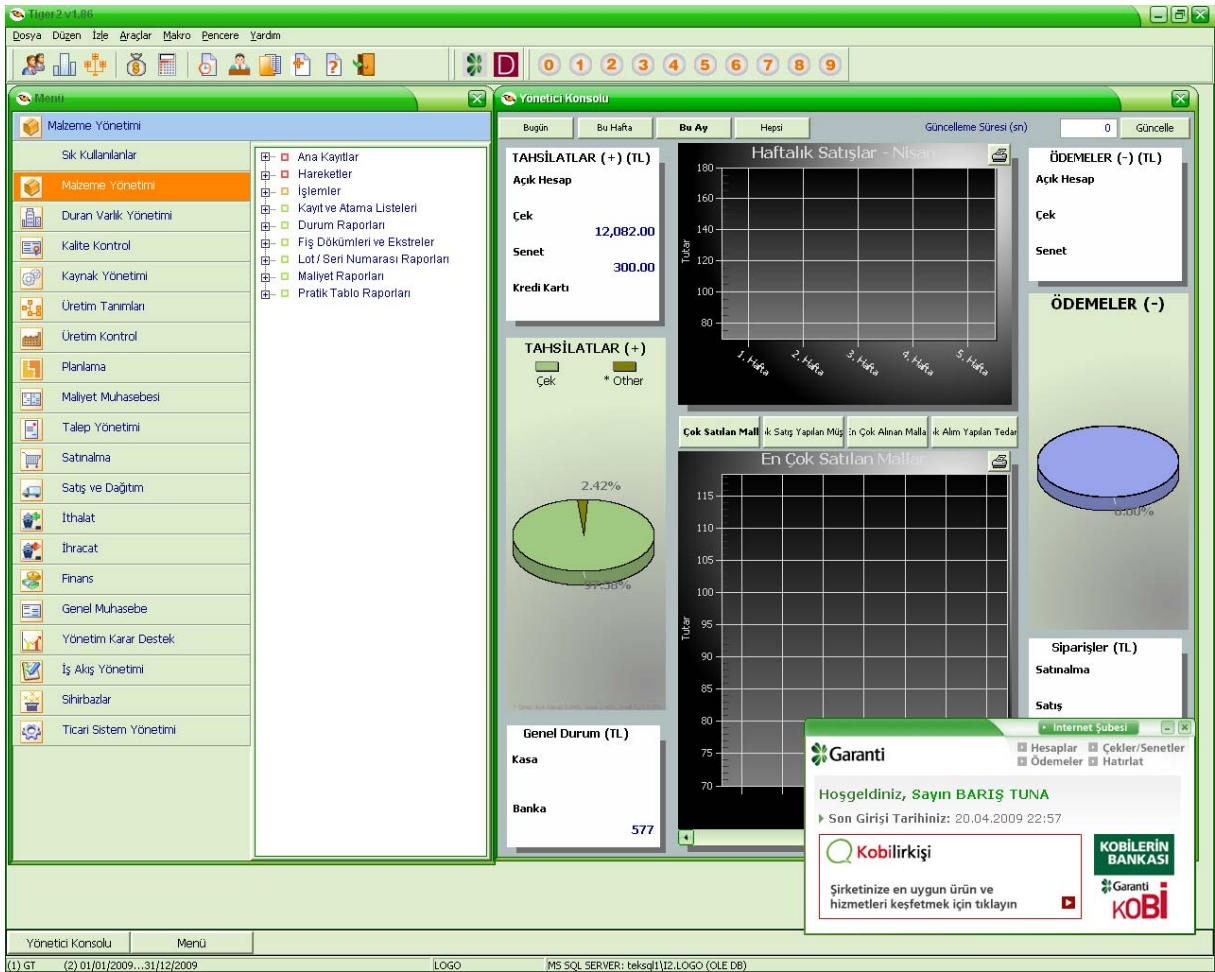 Tiger2 v1.86
Dosya Düzen İzle Araçlar Makro Pencere Yardım
D 0 1 2 3 4 5 6 7 8 9
Menü
Malzeme Yönetimi
Sık Kullanılanlar
Malzeme Yönetimi
Duran Varlık Yönetimi
Kalite Kontrol
Kaynak Yönetimi
Üretim Tanımları
Üretim Kontrol
Planlama
Maliyet Muhasebesi
Talep Yönetimi
Satınalma
Satış ve Dağıtım
İthalat
İhracat
Finans
Genel Muhasebe
Yönetim Karar Destek
İş Akış Yönetimi
Sihirbazlar
Ticari Sistem Yönetimi
Ana Kayıtlar
Hareketler
İşlemler
Kayıt ve Atama Listeleri
Durum Raporları
Fiş Dökümleri ve Ekstreler
Lot / Seri Numarası Raporları
Maliyet Raporları
Pratik Tablo Raporları
Yönetici Konsolu
Bugün Bu Hafta Bu Ay Hepsi Güncelleme Süresi (sn) 0 Güncelle
TAHSİLATLAR (+) (TL)
Açık Hesap
Çek
12,082.00
Senet
300.00
Kredi Kartı
TAHSİLATLAR (+)
Çek * Other
2.42%
97.58%
Genel Durum (TL)
Kasa
Banka
577
Haftalık Satışlar - Nisan
Tutar
180
160
140
120
100
80
1. Hafta 2. Hafta 3. Hafta 4. Hafta 5. Hafta
Çok Satılan Mall ık Satış Yapılan Müş En Çok Alınan Malla ık Alım Yapılan Tedar
En Çok Satılan Mallar
Tutar
115
110
105
100
95
90
85
80
75
70
ÖDEMELER (-) (TL)
Açık Hesap
Çek
Senet
ÖDEMELER (-)
0.00%
Siparişler (TL)
Satınalma
Satış
İnternet Şubesi
Garanti
Hesaplar Çekler/Senetler
Ödemeler Hatırlat
Hoşgeldiniz, Sayın BARIŞ TUNA
Son Girişi Tarihiniz: 20.04.2009 22:57
Kobilirkişi
Şirketinize en uygun ürün ve
hizmetleri keşfetmek için tıklayın
KOBİLERİN
BANKASI
Garanti
KOBİ
Yönetici Konsolu Menü
(1) GT (2) 01/01/2009...31/12/2009 LOGO MS SQL SERVER: teksql1\I2.LOGO (OLE DB)